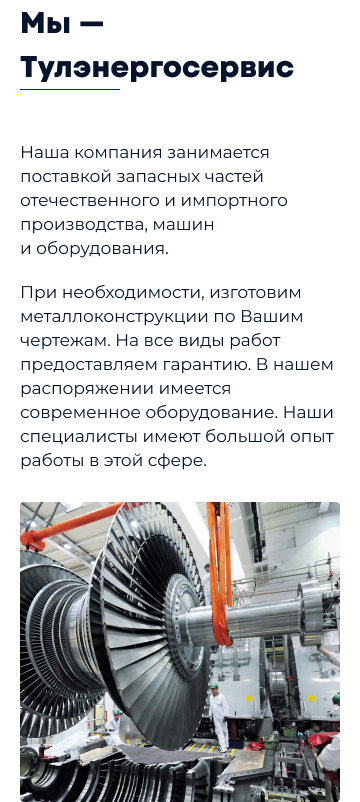 Мы —
Тулэнергосервис
Наша компания занимается
поставкой запасных частей
отечественного и импортного
производства, машин
и оборудования.
При необходимости, изготовим
металлоконструкции по Вашим
чертежам. На все виды работ
предоставляем гарантию. В нашем
распоряжении имеется
современное оборудование. Наши
специалисты имеют большой опыт
работы в этой сфере.